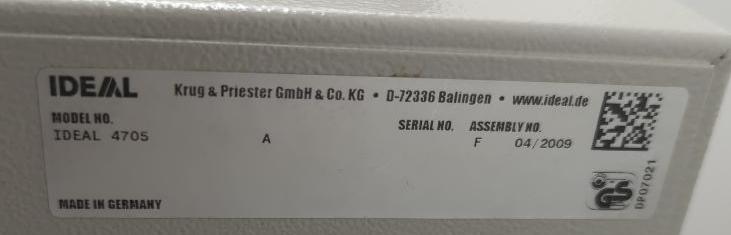 IDEAL Krug & Priester GmbH & Co. KG • D-72336 Balingen • www.ideal.de
MODEL NO. SERIAL NO. ASSEMBLY NO.
IDEAL 4705 A F 04/2009
MADE IN GERMANY
GS
DP07021